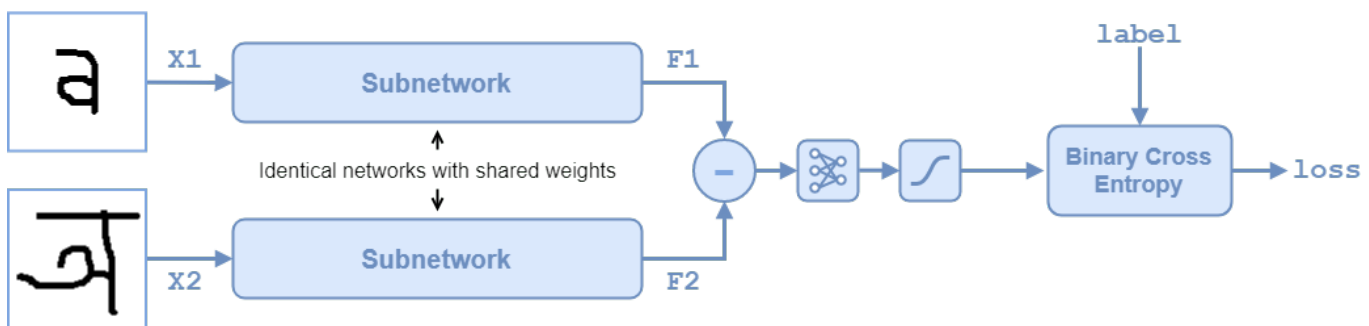 label
X1
F1
Subnetwork
a
Identical networks with shared weights
−
Binary Cross
Entropy
loss
Subnetwork
X2
F2